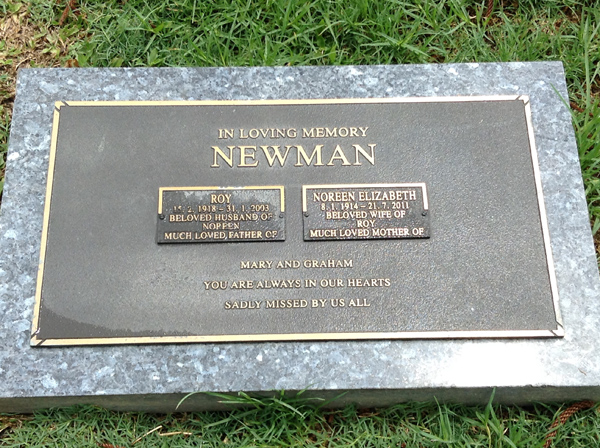 IN LOVING MEMORY
NEWMAN
ROY
15. 2. 1918 – 31. 1. 2003
BELOVED HUSBAND OF
NOREEN
MUCH LOVED FATHER OF
NOREEN ELIZABETH
8. 1. 1914 – 21. 7. 2011
BELOVED WIFE OF
ROY
MUCH LOVED MOTHER OF
MARY AND GRAHAM
YOU ARE ALWAYS IN OUR HEARTS
SADLY MISSED BY US ALL